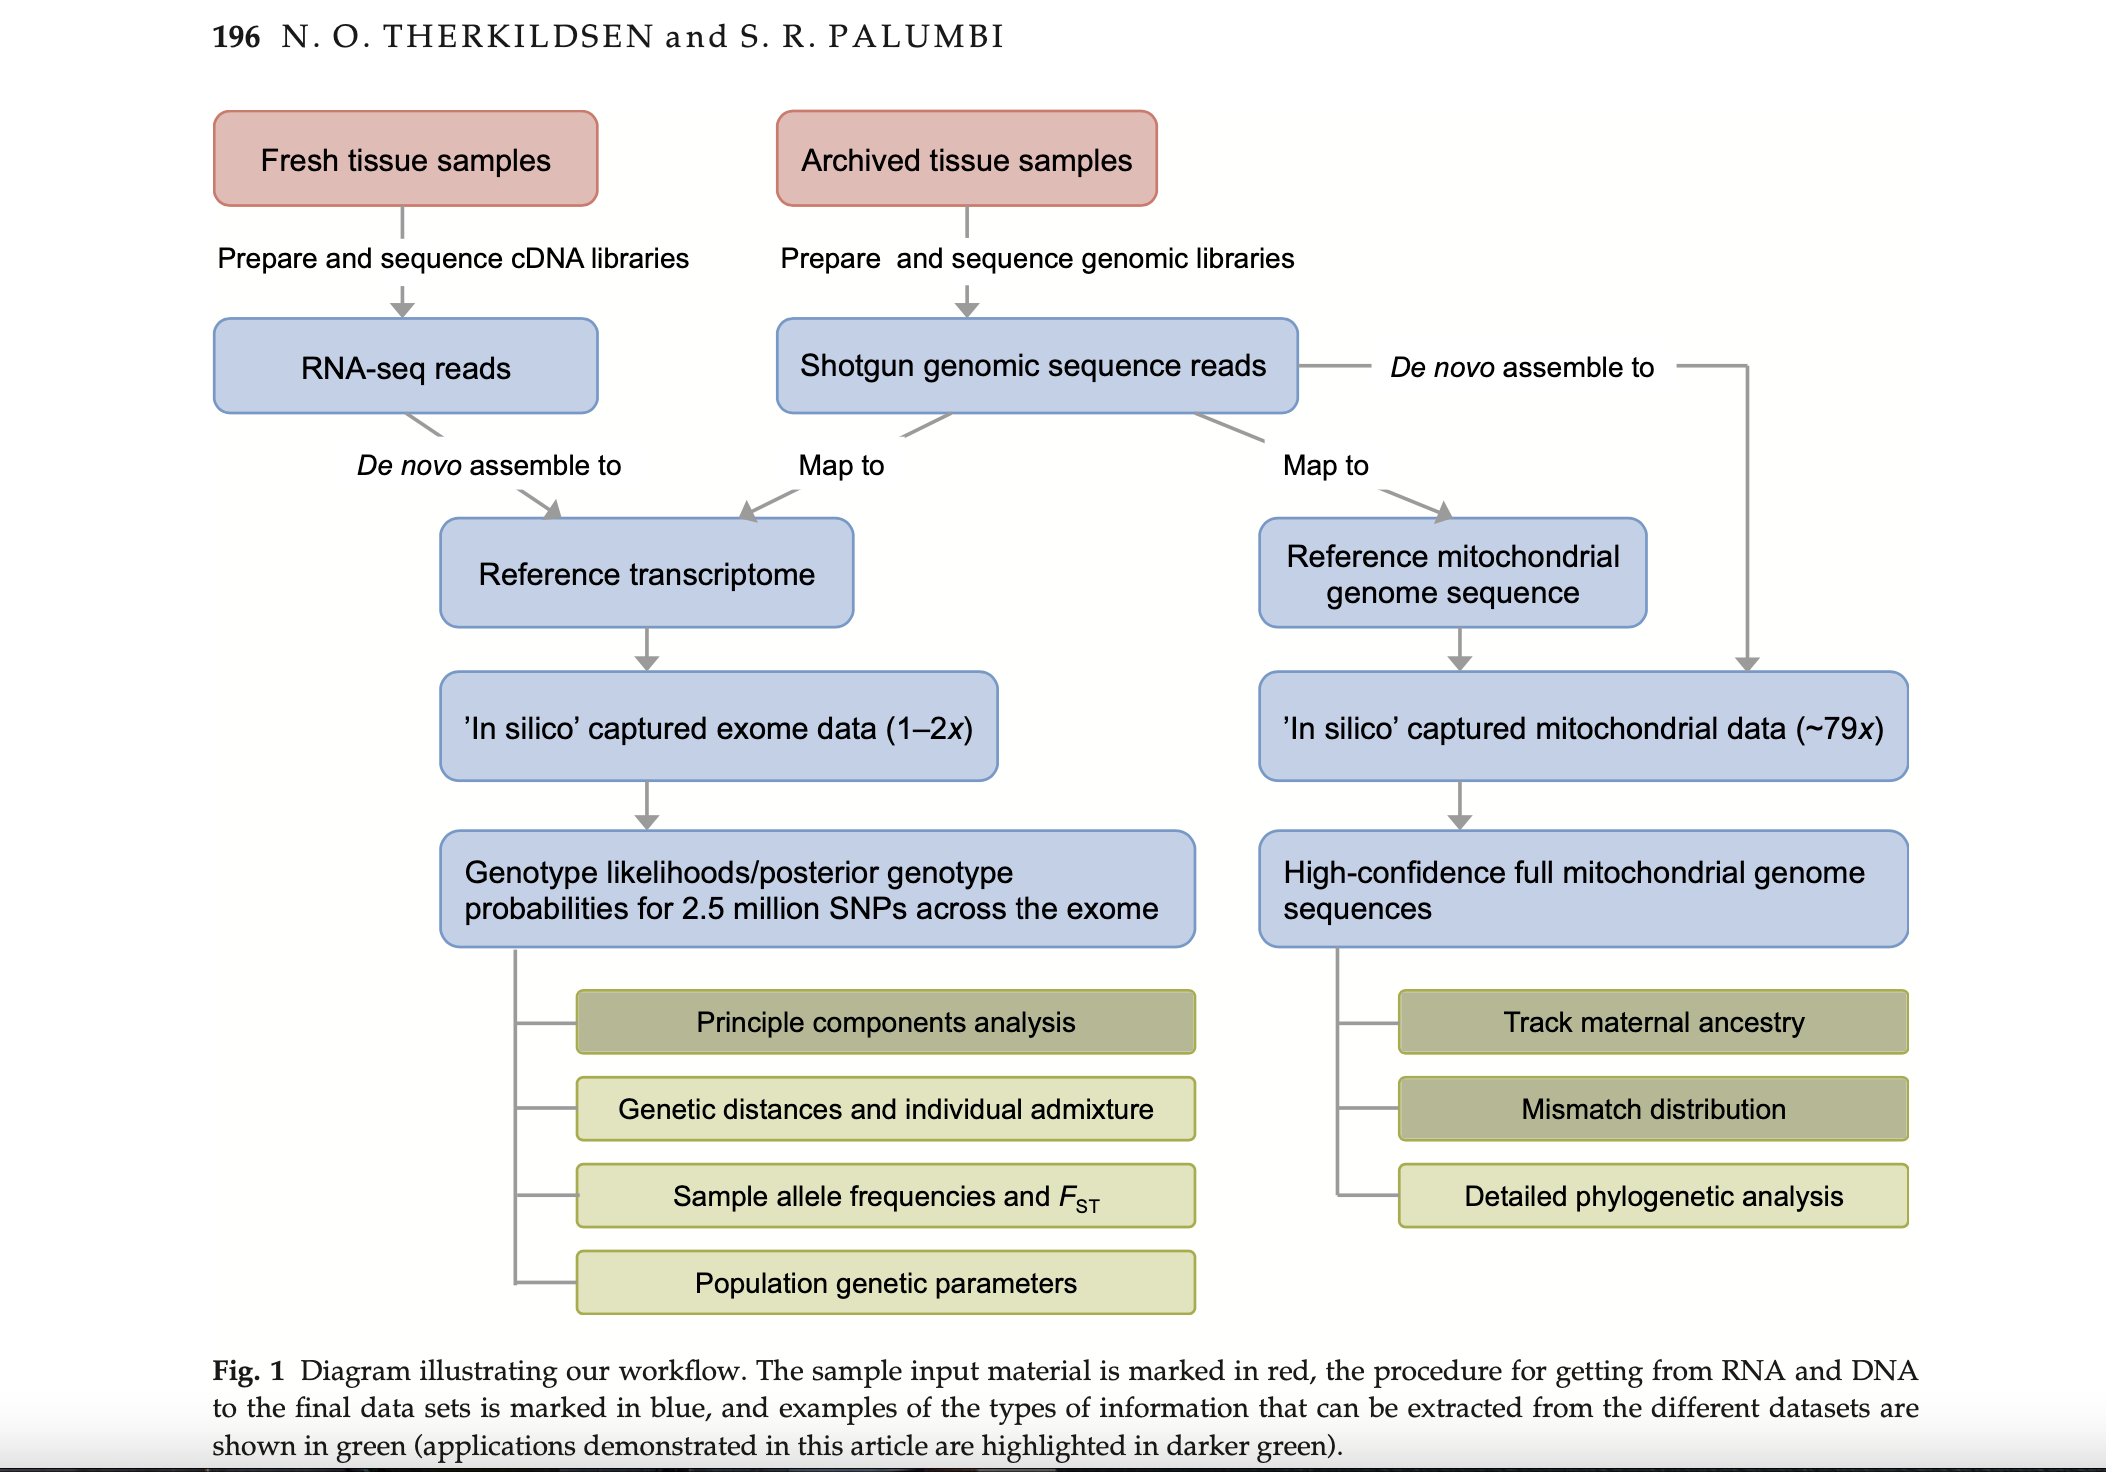 196 N. O. THERKILDSEN and S. R. PALUMBI
Fresh tissue samples
Archived tissue samples
Prepare and sequence cDNA libraries
Prepare and sequence genomic libraries
RNA-seq reads
Shotgun genomic sequence reads
De novo assemble to
De novo assemble to
Map to
Map to
Reference transcriptome
Reference mitochondrial
genome sequence
’In silico’ captured exome data (1–2x)
’In silico’ captured mitochondrial data (~79x)
Genotype likelihoods/posterior genotype
probabilities for 2.5 million SNPs across the exome
High-confidence full mitochondrial genome
sequences
Principle components analysis
Track maternal ancestry
Genetic distances and individual admixture
Mismatch distribution
Sample allele frequencies and FST
Detailed phylogenetic analysis
Population genetic parameters
Fig. 1 Diagram illustrating our workflow. The sample input material is marked in red, the procedure for getting from RNA and DNA
to the final data sets is marked in blue, and examples of the types of information that can be extracted from the different datasets are
shown in green (applications demonstrated in this article are highlighted in darker green).